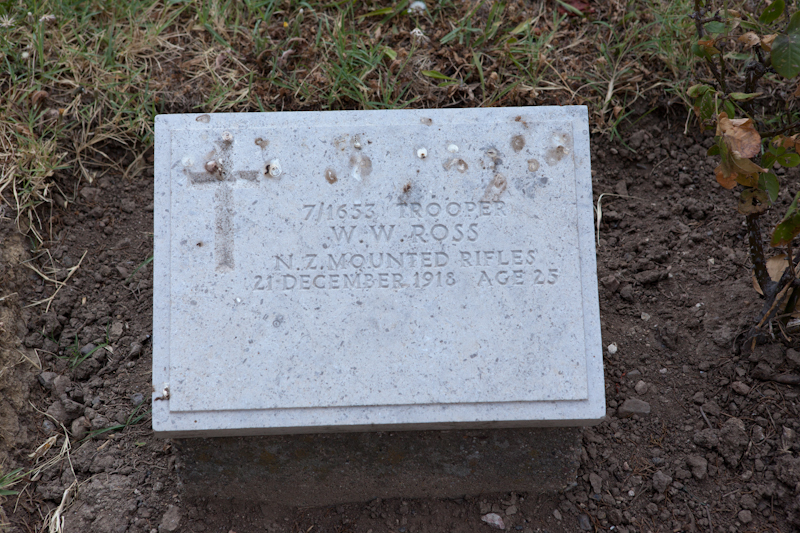 7/1653 TROOPER
W. W. ROSS
N.Z. MOUNTED RIFLES
21 DECEMBER 1918 AGE 25